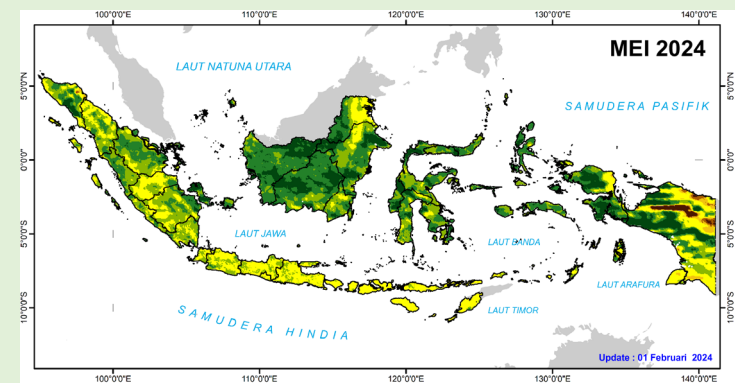 MEI 2024
LAUT NATUNA UTARA
SAMUDERA PASIFIK
LAUT JAWA
LAUT BANDA
LAUT ARAFURA
LAUT TIMOR
SAMUDERA HINDIA
Update : 01 Februari 2024
5°0'0"N
0°0'0"
5°0'0"S
10°0'0"S
5°0'0"N
0°0'0"
5°0'0"S
10°0'0"S
100°0'0"E 110°0'0"E 120°0'0"E 130°0'0"E 140°0'0"E
100°0'0"E 110°0'0"E 120°0'0"E 130°0'0"E 140°0'0"E